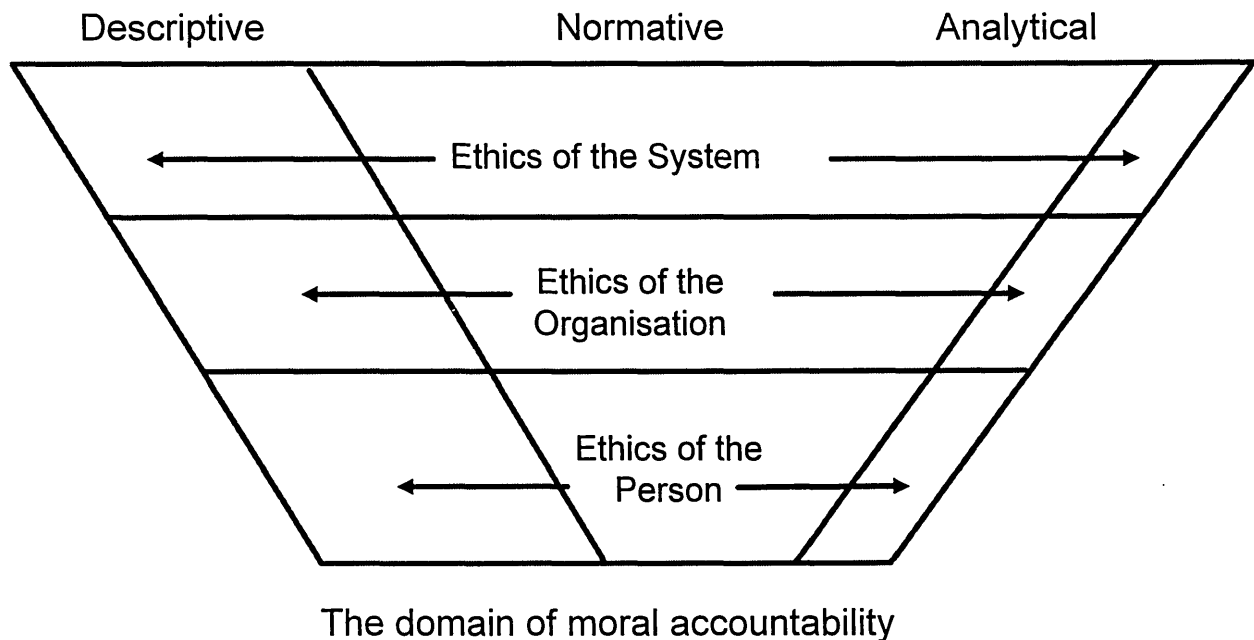 Descriptive Normative Analytical
Ethics of the System
Ethics of the
Organisation
Ethics of the
Person
The domain of moral accountability